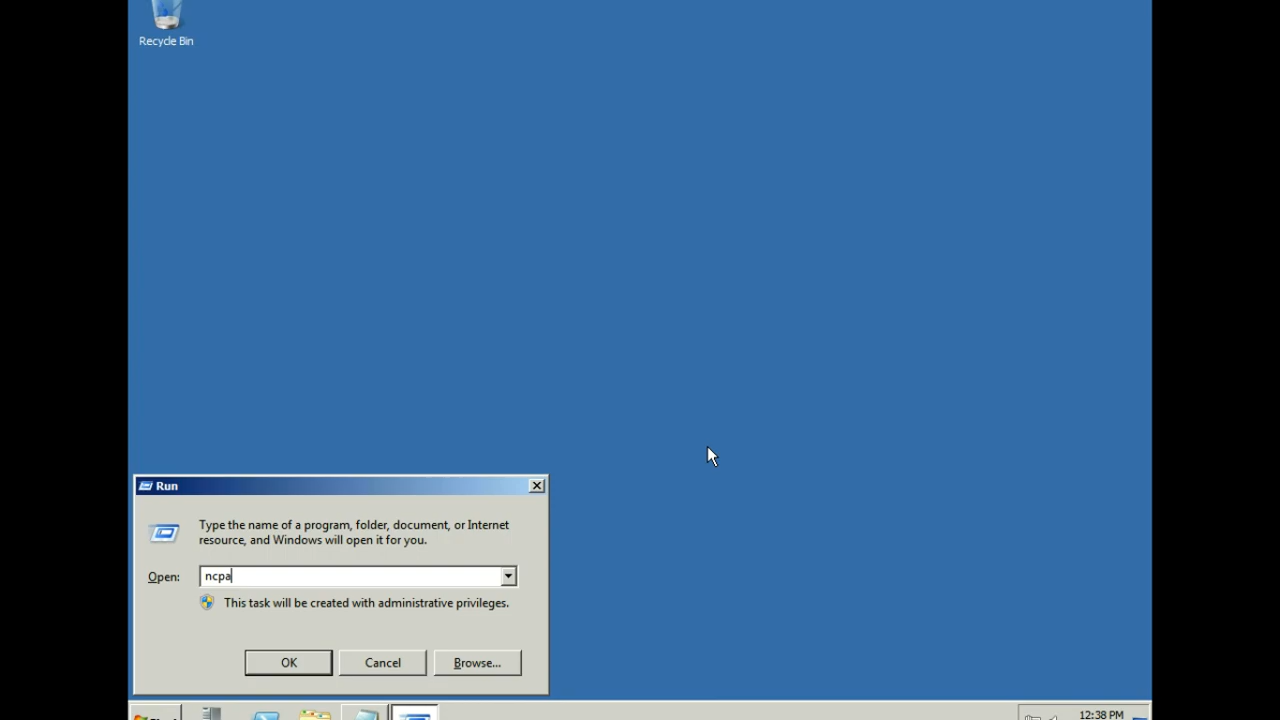 Recycle Bin
Run
Type the name of a program, folder, document, or Internet
resource, and Windows will open it for you.
Open:
ncpa
This task will be created with administrative privileges.
OK
Cancel
Browse...
12:38 PM